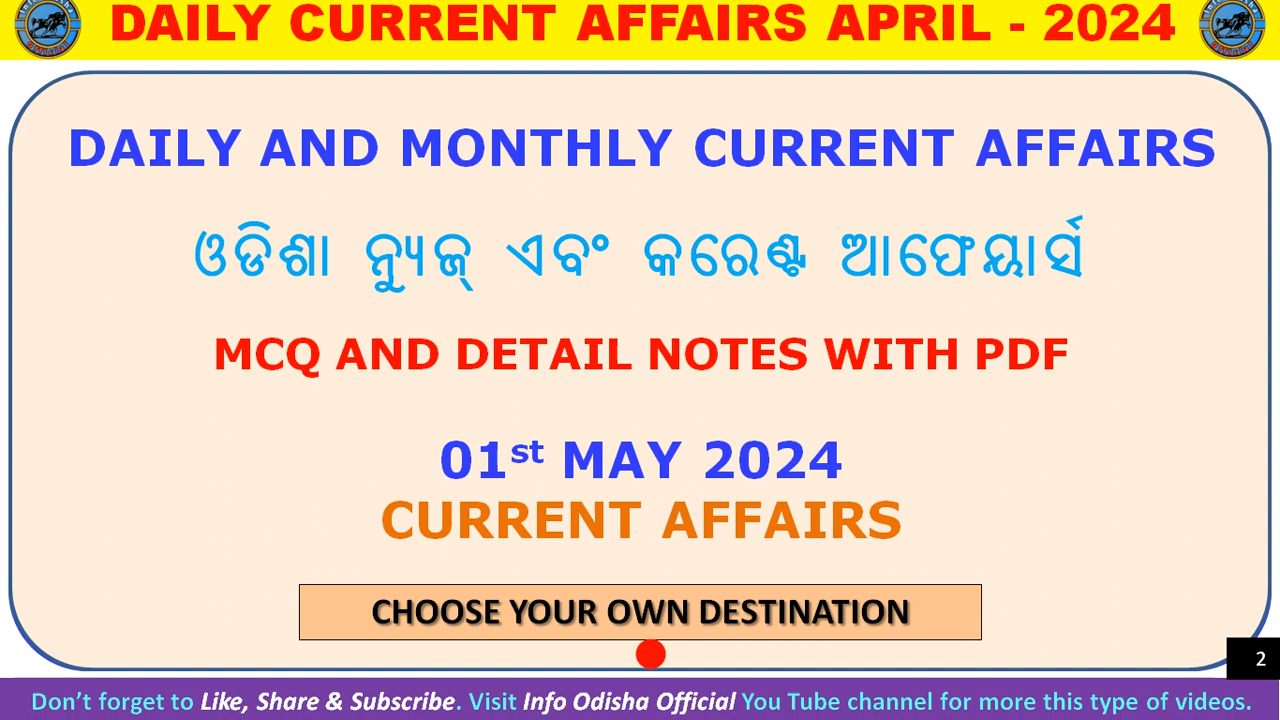 DAILY CURRENT AFFAIRS APRIL - 2024
DAILY AND MONTHLY CURRENT AFFAIRS
ଓଡିଶା ନ୍ୟୁଜ୍ ଏବଂ କରେଣ୍ଟ ଆଫେୟାର୍ସ
MCQ AND DETAIL NOTES WITH PDF
01st MAY 2024
CURRENT AFFAIRS
CHOOSE YOUR OWN DESTINATION
2
Don’t forget to Like, Share & Subscribe. Visit Info Odisha Official You Tube channel for more this type of videos.